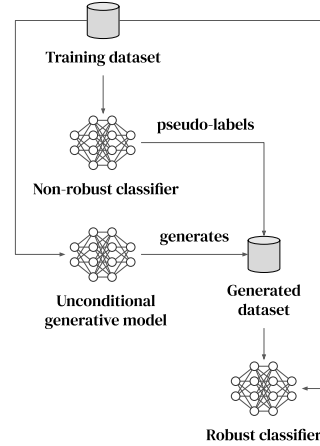 Training dataset
pseudo-labels
Non-robust classifier
generates
Unconditional
generative model
Generated
dataset
Robust classifier